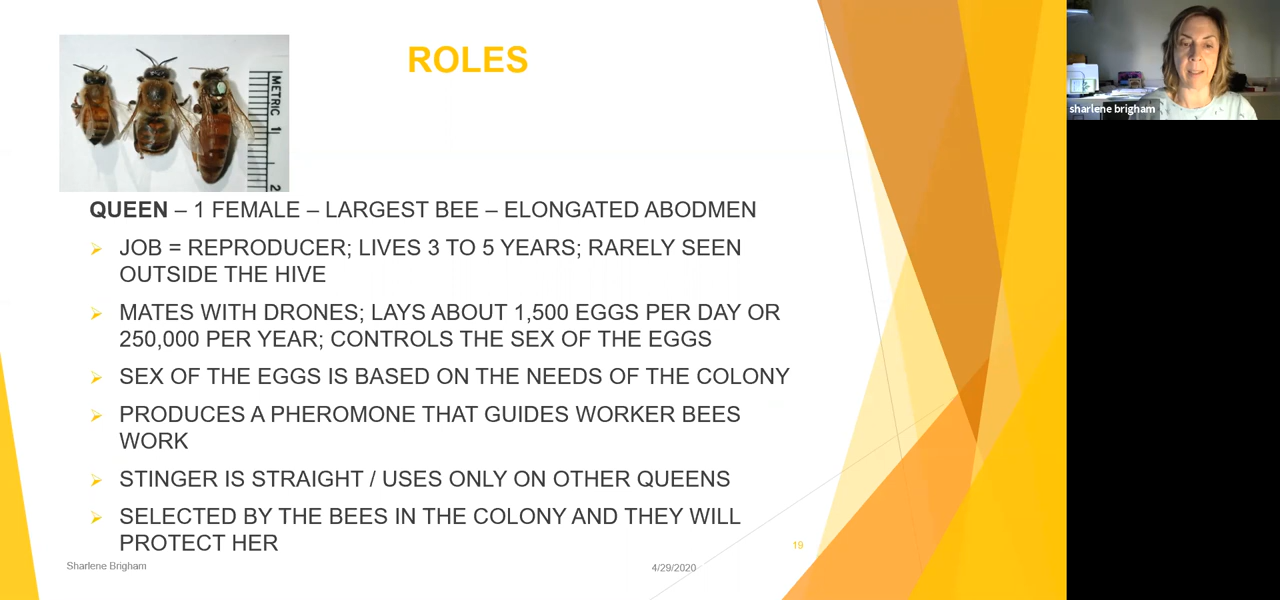 ROLES
METRIC 1
2
sharlene brigham
QUEEN – 1 FEMALE – LARGEST BEE – ELONGATED ABODMEN
JOB = REPRODUCER; LIVES 3 TO 5 YEARS; RARELY SEEN
OUTSIDE THE HIVE
MATES WITH DRONES; LAYS ABOUT 1,500 EGGS PER DAY OR
250,000 PER YEAR; CONTROLS THE SEX OF THE EGGS
SEX OF THE EGGS IS BASED ON THE NEEDS OF THE COLONY
PRODUCES A PHEROMONE THAT GUIDES WORKER BEES
WORK
STINGER IS STRAIGHT / USES ONLY ON OTHER QUEENS
SELECTED BY THE BEES IN THE COLONY AND THEY WILL
PROTECT HER
19
Sharlene Brigham
4/29/2020